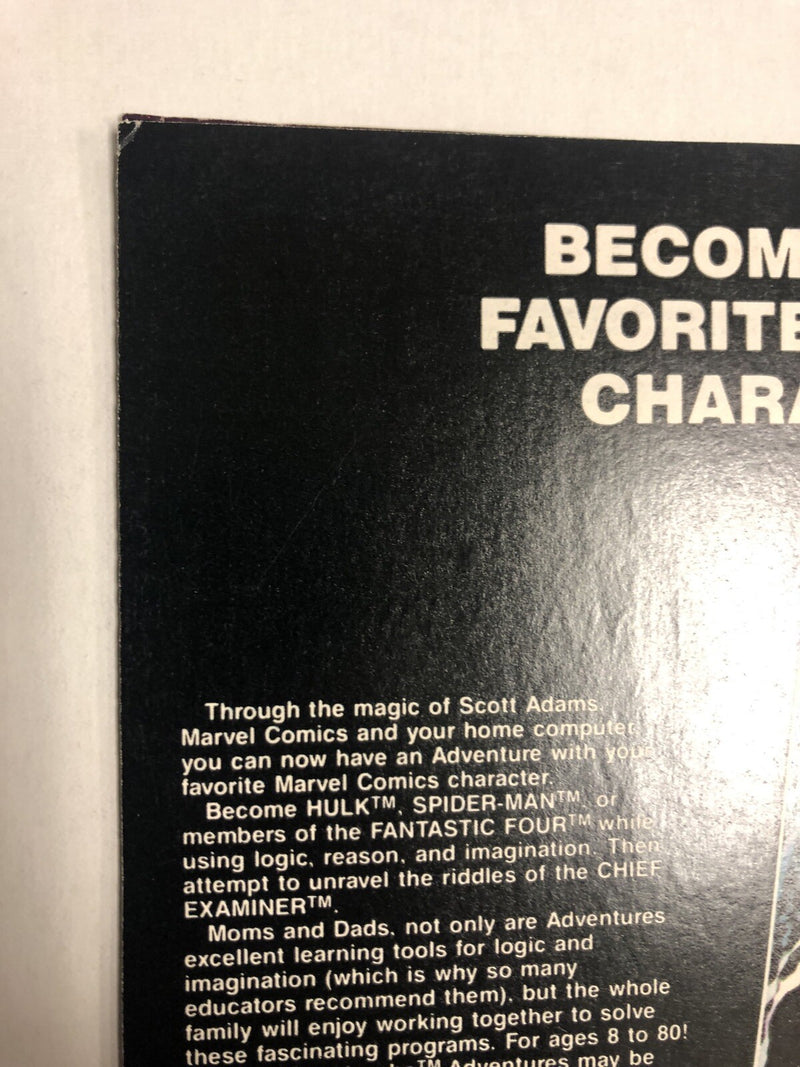 BECOM
FAVORITE
CHARA
Through the magic of Scott Adams,
Marvel Comics and your home computer,
you can now have an Adventure with your
favorite Marvel Comics character.
Become HULK™, SPIDER-MAN™, or
members of the FANTASTIC FOUR™ while
using logic, reason, and imagination. Then
attempt to unravel the riddles of the CHIEF
EXAMINER™.
Moms and Dads, not only are Adventures
excellent learning tools for logic and
imagination (which is why so many
educators recommend them), but the whole
family will enjoy working together to solve
these fascinating programs. For ages 8 to 80!
™ Adventures may be